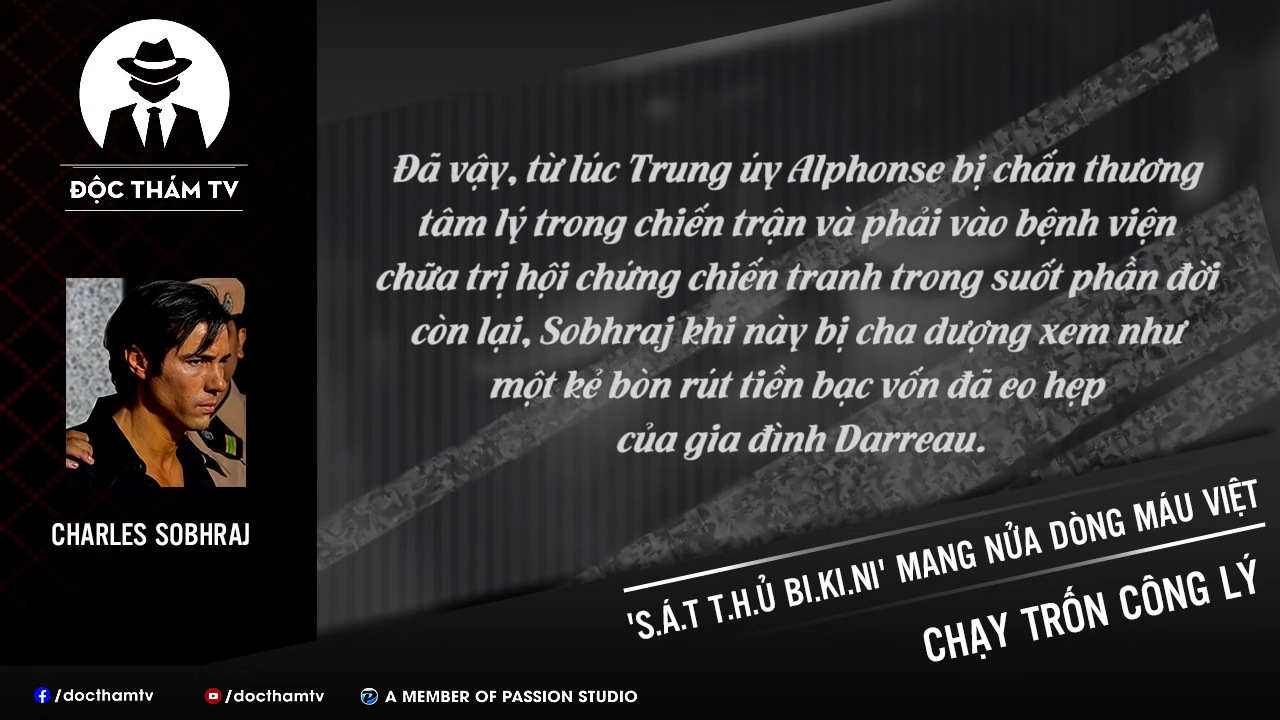 ĐỘC THÁM TV
CHARLES SOBHRAJ
Đã vậy, từ lúc Trung úy Alphonse bị chấn thương
tâm lý trong chiến trận và phải vào bệnh viện
chữa trị hội chứng chiến tranh trong suốt phần đời
còn lại, Sobhraj khi này bị cha dượng xem như
một kẻ bòn rút tiền bạc vốn đã eo hẹp
của gia đình Darreau.
'S.Á.T T.H.Ủ BI.KI.NI' MANG NỬA DÒNG MÁU VIỆT
CHẠY TRỐN CÔNG LÝ
/docthamtv
/docthamtv
A MEMBER OF PASSION STUDIO